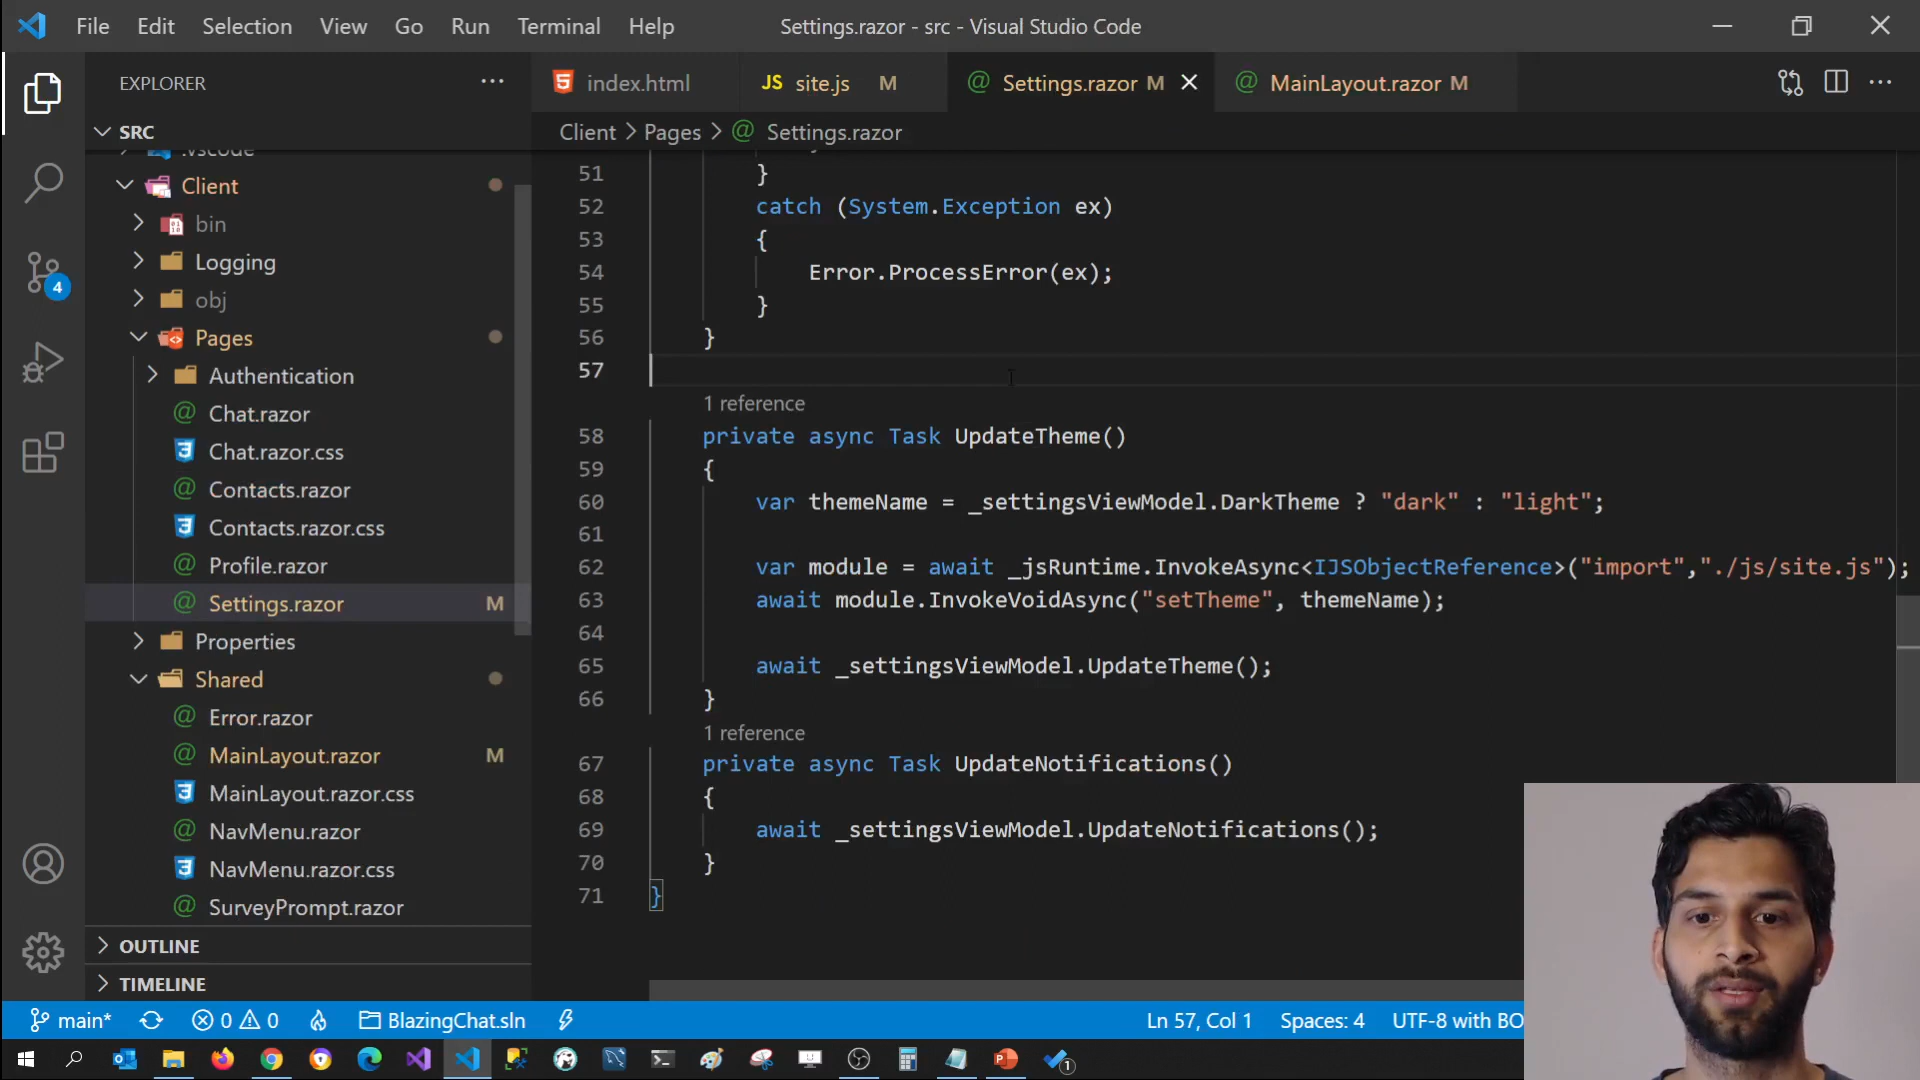 File Edit Selection View Go Run Terminal Help
Settings.razor - src - Visual Studio Code
EXPLORER
SRC
.vscode
Client
bin
Logging
obj
Pages
Authentication
Chat.razor
Chat.razor.css
Contacts.razor
Contacts.razor.css
Profile.razor
Settings.razor M
Properties
Shared
Error.razor
MainLayout.razor M
MainLayout.razor.css
NavMenu.razor
NavMenu.razor.css
SurveyPrompt.razor
OUTLINE
TIMELINE
4
index.html JS site.js M @ Settings.razor M @ MainLayout.razor M
Client > Pages > @ Settings.razor
51 }
52 catch (System.Exception ex)
53 {
54 Error.ProcessError(ex);
55 }
56 }
57
1 reference
58 private async Task UpdateTheme()
59 {
60 var themeName = _settingsViewModel.DarkTheme ? "dark" : "light";
61
62 var module = await _jsRuntime.InvokeAsync<IJSObjectReference>("import","./js/site.js");
63 await module.InvokeVoidAsync("setTheme", themeName);
64
65 await _settingsViewModel.UpdateTheme();
66 }
1 reference
67 private async Task UpdateNotifications()
68 {
69 await _settingsViewModel.UpdateNotifications();
70 }
71 }
main* 0 0 BlazingChat.sln Ln 57, Col 1 Spaces: 4 UTF-8 with BO
1